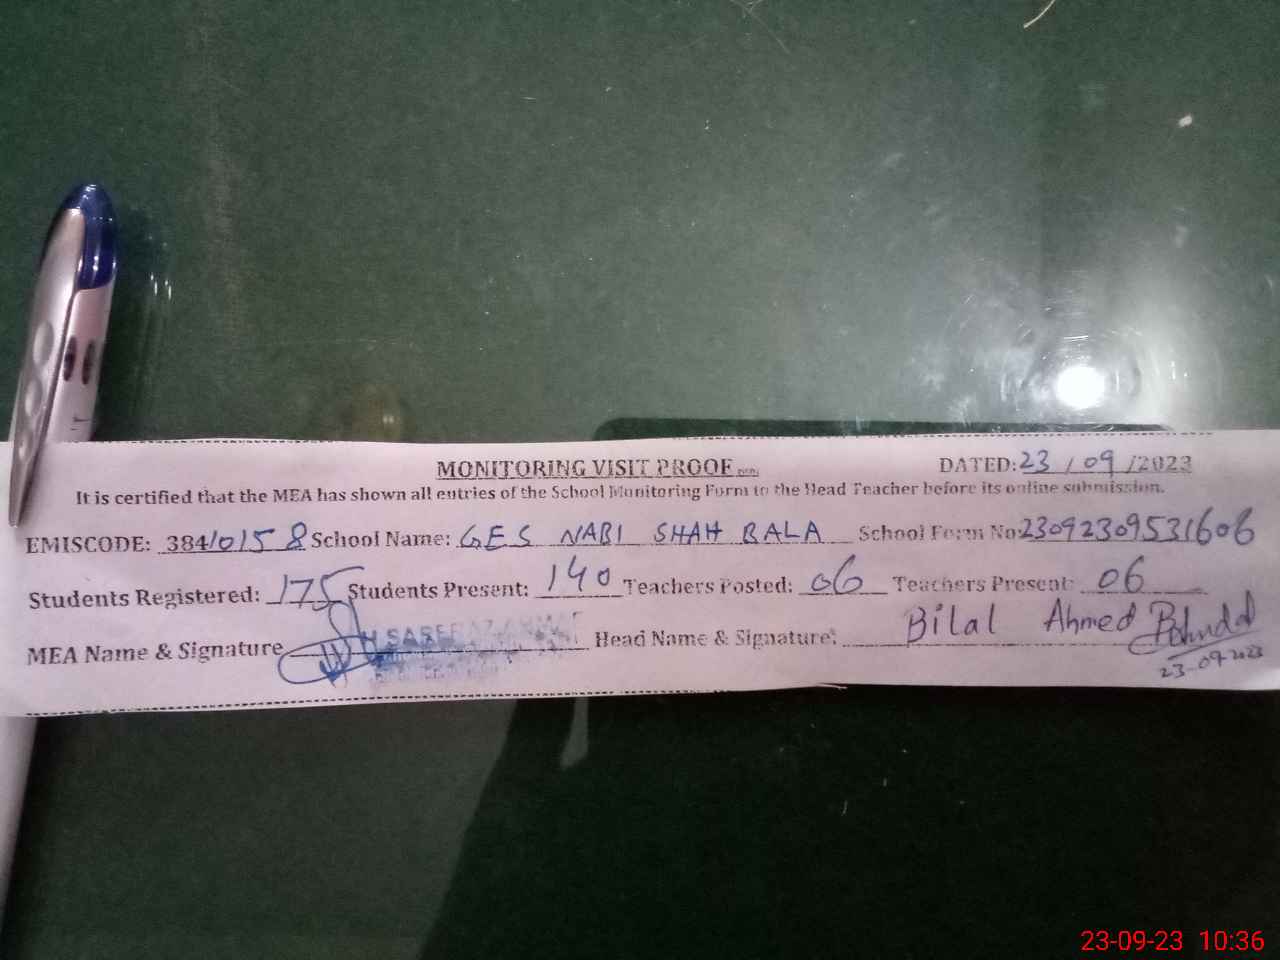 MONITORING VISIT PROOF DATED: 23 / 09 /2023
It is certified that the MEA has shown all entries of the School Monitoring Form to the Head Teacher before its online submission.
EMISCODE: 38410158 School Name: GES NABI SHAH BALA School Form No: 2309230953 1606
Students Registered: 175 Students Present: 140 Teachers Posted: 06 Teachers Present: 06
MEA Name & Signature Head Name & Signature: Bilal Ahmed
23-09-2023
23-09-23 10:36